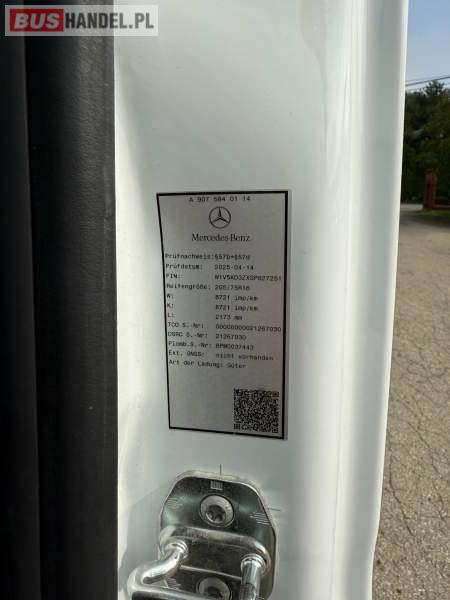 BUSHANDEL.PL
A 907 584 01 14
Mercedes-Benz
Prüfnachweis: §57b+§57d
Prüfdatum: 2025-04-14
FIN: W1V5KD3ZXSP827251
Reifengröße: 205/75R16
W: 8721 imp/km
K: 8721 imp/km
L: 2173 mm
TCO S.-Nr: 00000000021267030
DSRC S.-Nr: 21267030
Plomb.S.-Nr: BPM0037443
Ext. GNSS: nicht vorhanden
Art der Ladung: Güter